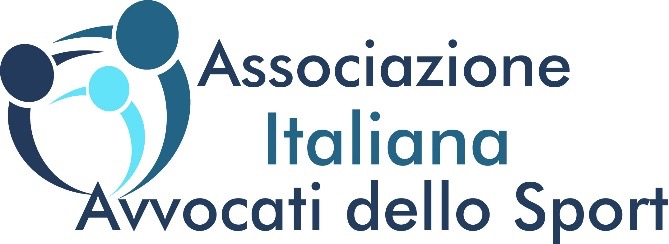 Associazione
Italiana
Avvocati dello Sport